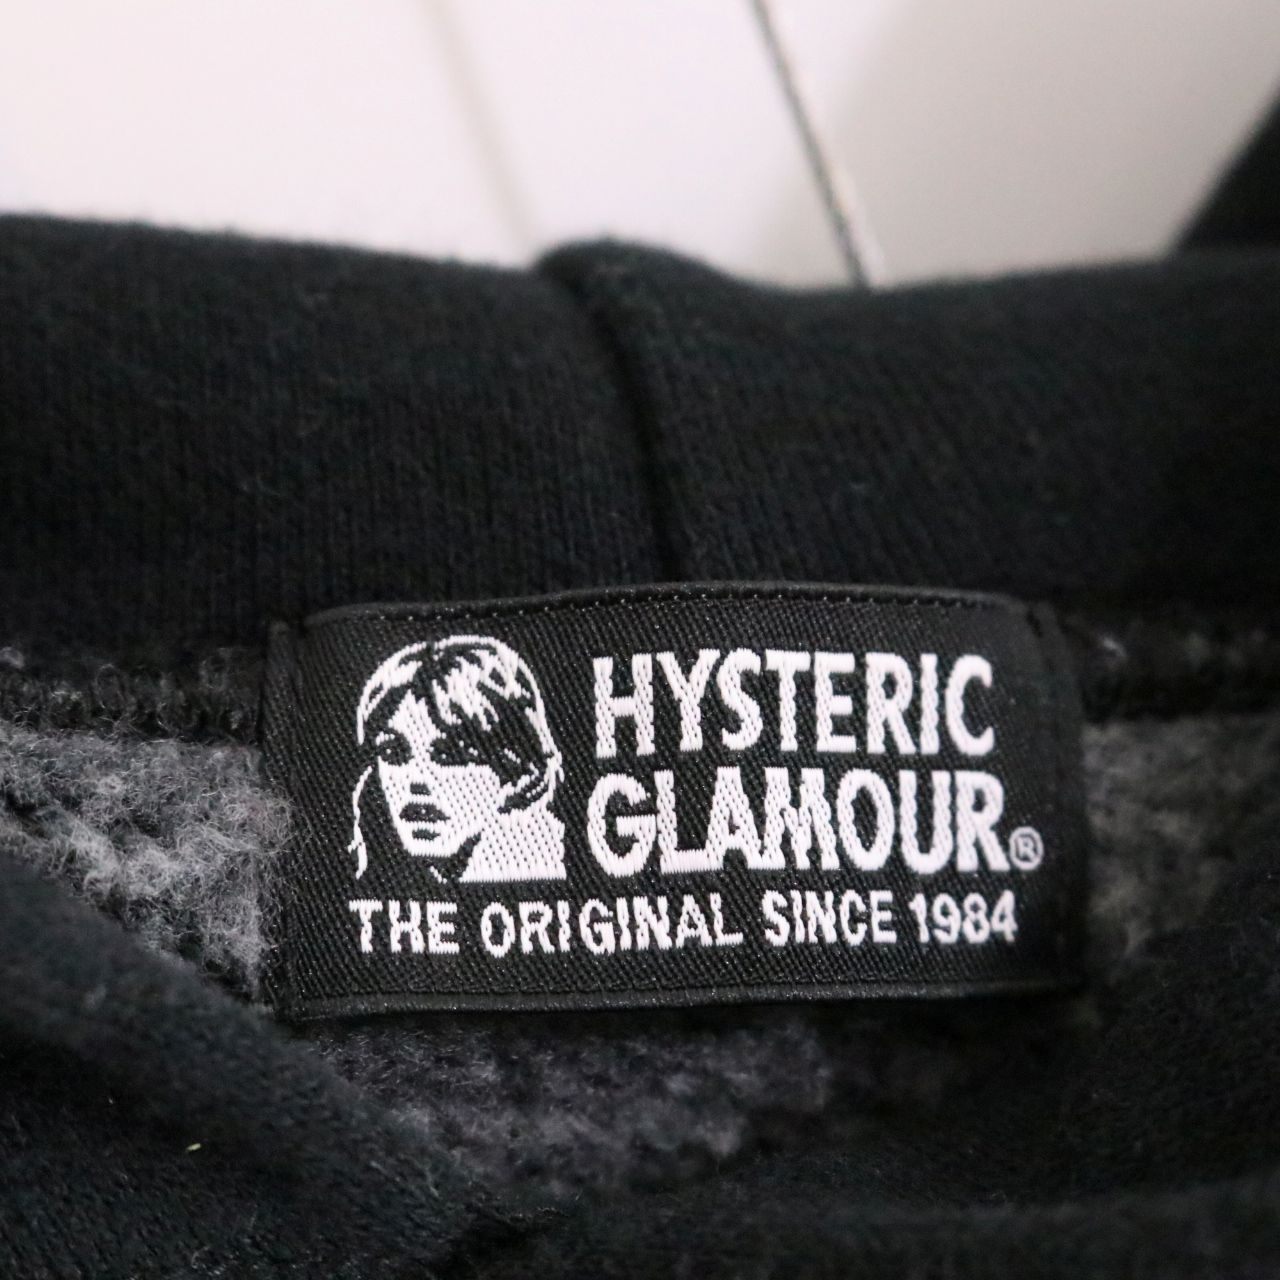 HYSTERIC
GLAMOUR®
THE ORIGINAL SINCE 1984